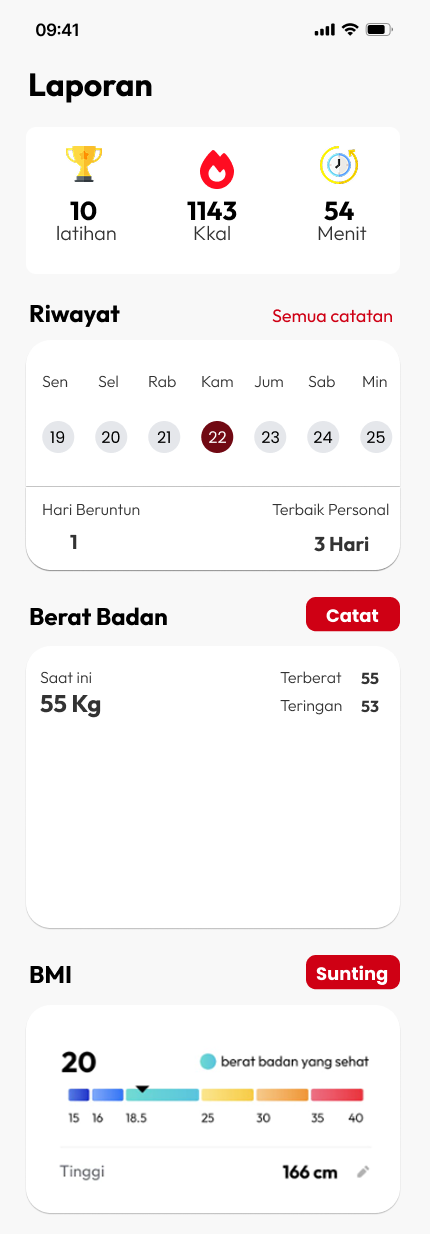 09:41
Laporan
10 1143 54
latihan Kkal Menit
Riwayat Semua catatan
Sen Sel Rab Kam Jum Sab Min
19 20 21 22 23 24 25
Hari Beruntun Terbaik Personal
1 3 Hari
Berat Badan Catat
Saat ini Terberat 55
55 Kg Teringan 53
BMI Sunting
20 berat badan yang sehat
15 16 18.5 25 30 35 40
Tinggi 166 cm